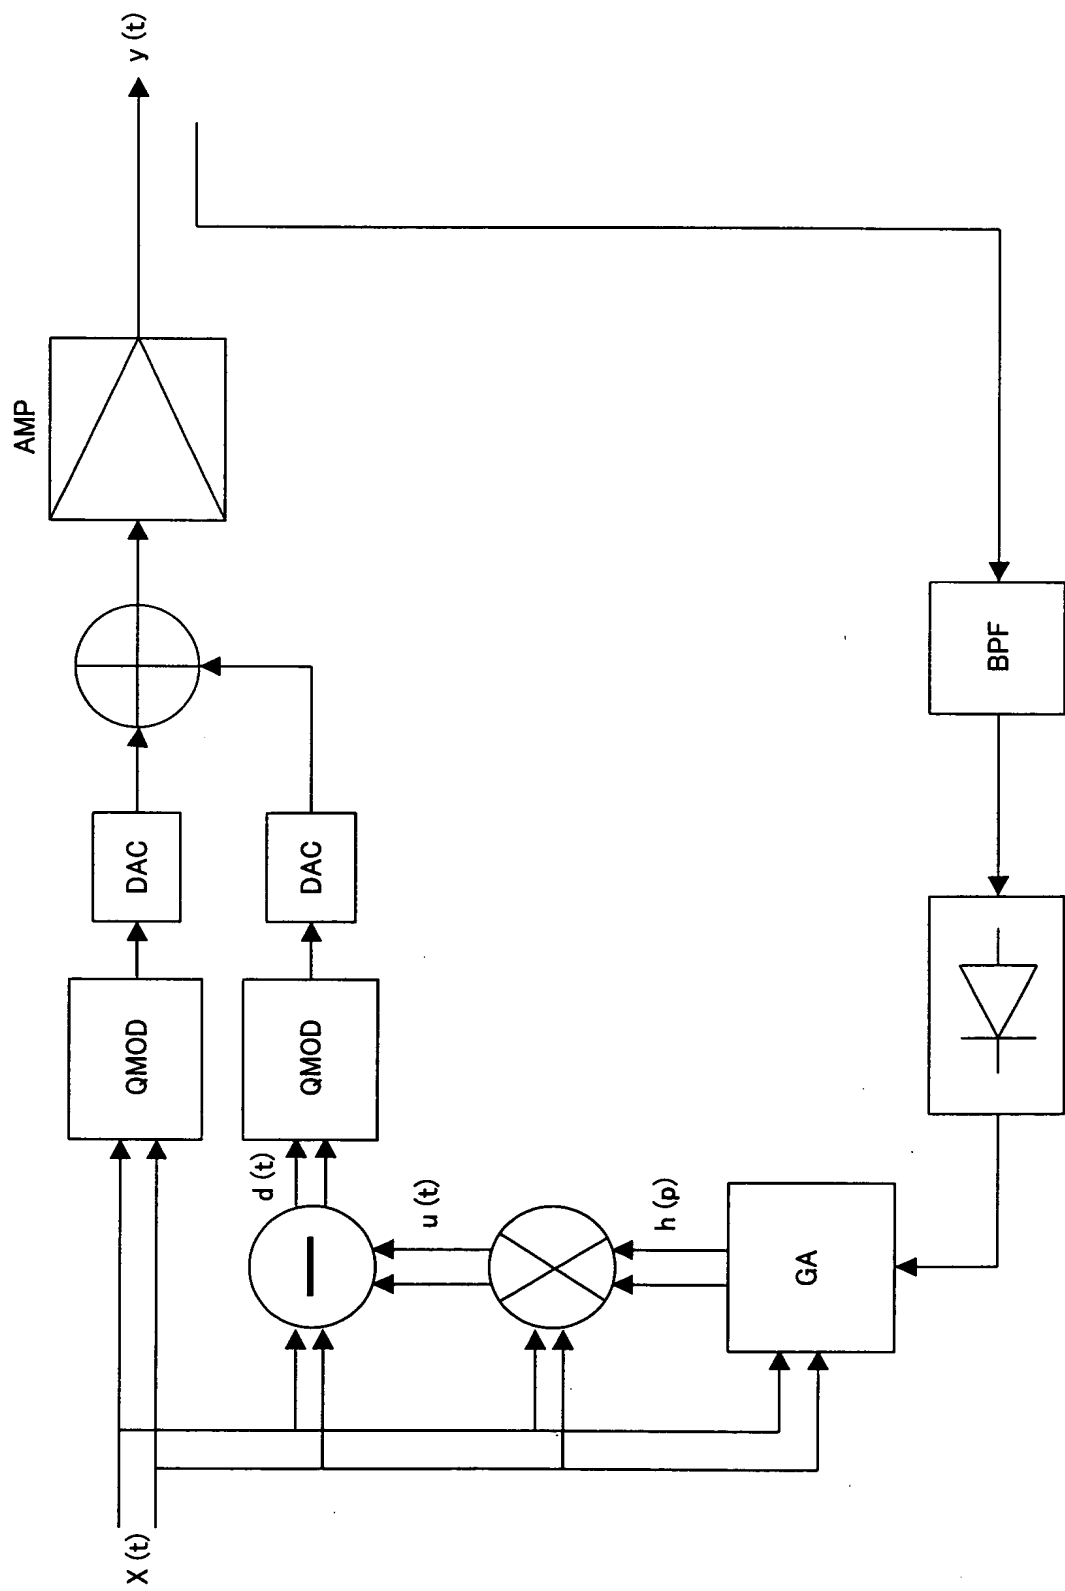 X (t)
QMOD
DAC
AMP
y (t)
d (t)
QMOD
DAC
u (t)
h (p)
GA
BPF